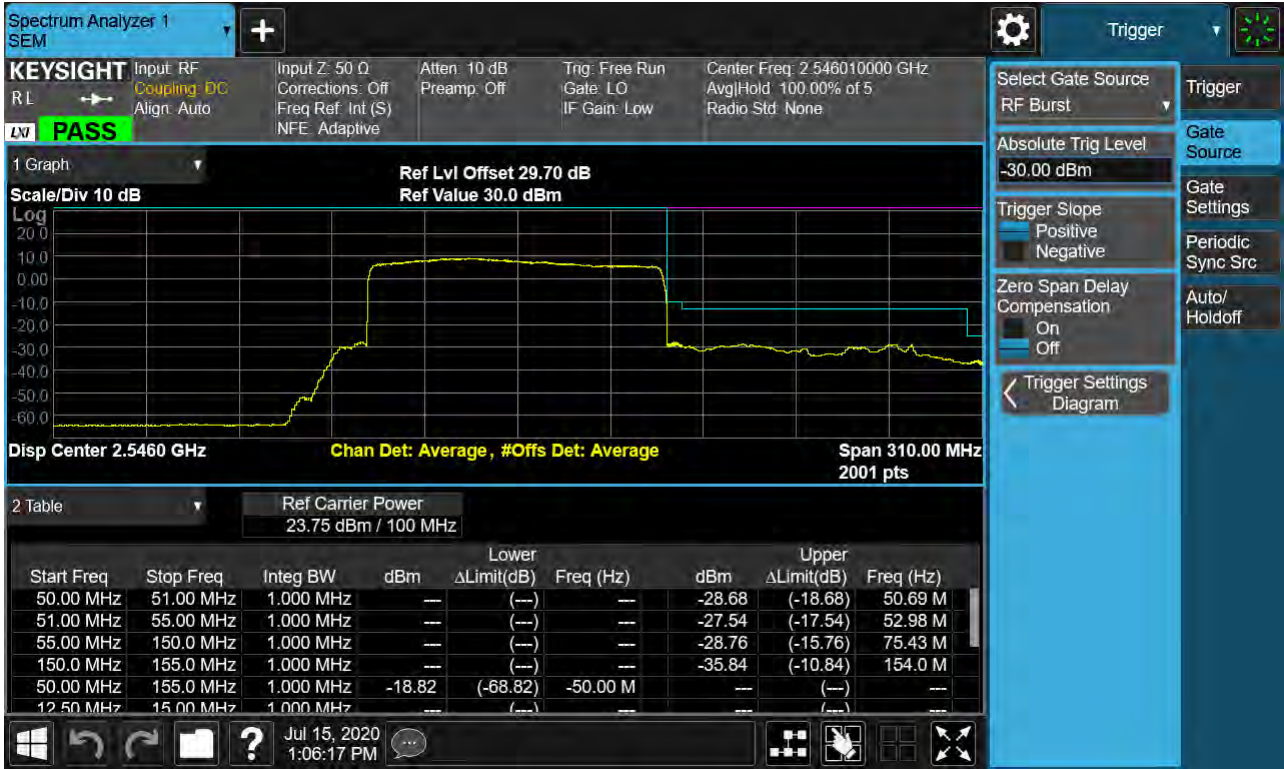 Spectrum Analyzer 1
SEM
Trigger
KEYSIGHT
R L
LXI PASS
Input: RF
Coupling: DC
Align: Auto
Input Z: 50 Ω
Corrections: Off
Freq Ref: Int (S)
NFE: Adaptive
Atten: 10 dB
Preamp: Off
Trig: Free Run
Gate: LO
IF Gain: Low
Center Freq: 2.546010000 GHz
Avg|Hold: 100.00% of 5
Radio Std: None
1 Graph
Scale/Div 10 dB
Ref Lvl Offset 29.70 dB
Ref Value 30.0 dBm
Log
20.0
10.0
0.00
-10.0
-20.0
-30.0
-40.0
-50.0
-60.0
Disp Center 2.5460 GHz
Chan Det: Average, #Offs Det: Average
Span 310.00 MHz
2001 pts
2 Table
Ref Carrier Power
23.75 dBm / 100 MHz
Lower Upper
Start Freq Stop Freq Integ BW dBm ΔLimit(dB) Freq (Hz) dBm ΔLimit(dB) Freq (Hz)
50.00 MHz 51.00 MHz 1.000 MHz --- (---) --- -28.68 (-18.68) 50.69 M
51.00 MHz 55.00 MHz 1.000 MHz --- (---) --- -27.54 (-17.54) 52.98 M
55.00 MHz 150.0 MHz 1.000 MHz --- (---) --- -28.76 (-15.76) 75.43 M
150.0 MHz 155.0 MHz 1.000 MHz --- (---) --- -35.84 (-10.84) 154.0 M
50.00 MHz 155.0 MHz 1.000 MHz -18.82 (-68.82) -50.00 M --- (---) ---
12.50 MHz 15.00 MHz 1.000 MHz --- (---) --- --- (---) ---
Jul 15, 2020
1:06:17 PM
Select Gate Source
RF Burst
Absolute Trig Level
-30.00 dBm
Trigger Slope
Positive
Negative
Zero Span Delay
Compensation
On
Off
Trigger Settings
Diagram
Trigger
Gate
Source
Gate
Settings
Periodic
Sync Src
Auto/
Holdoff